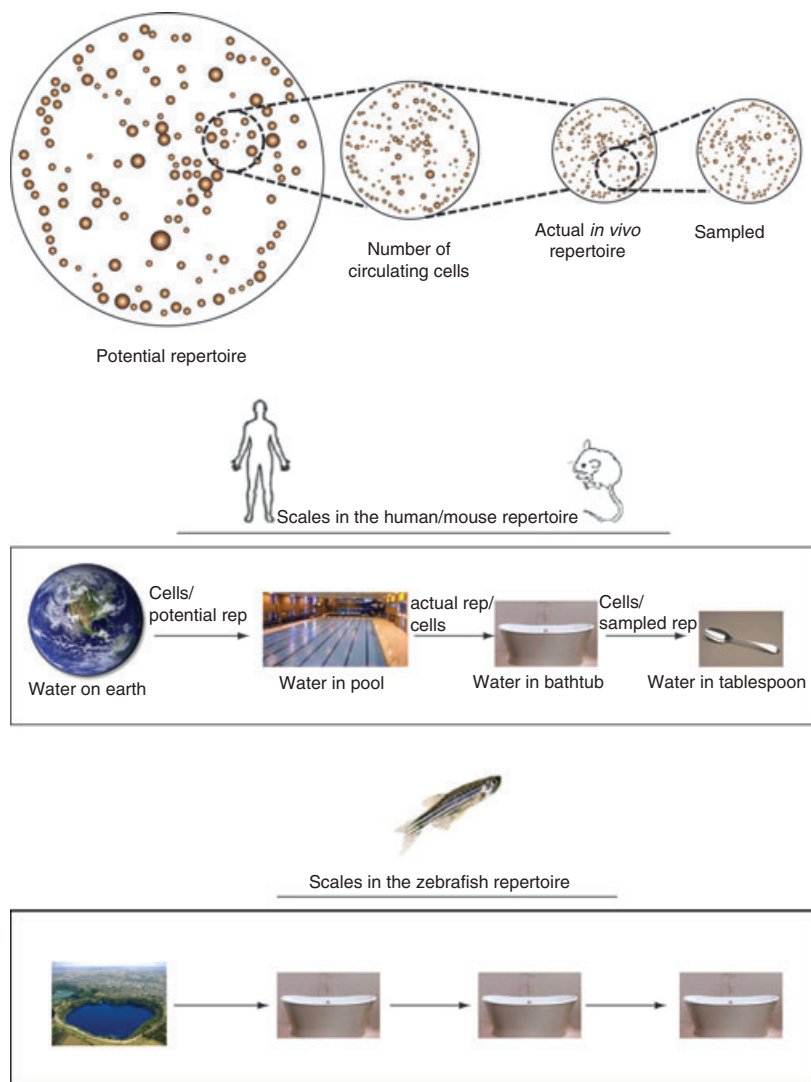 Number of
circulating cells
Actual in vivo
repertoire
Sampled
Potential repertoire
Scales in the human/mouse repertoire
Cells/
potential rep
actual rep/
cells
Cells/
sampled rep
Water on earth
Water in pool
Water in bathtub
Water in tablespoon
Scales in the zebrafish repertoire